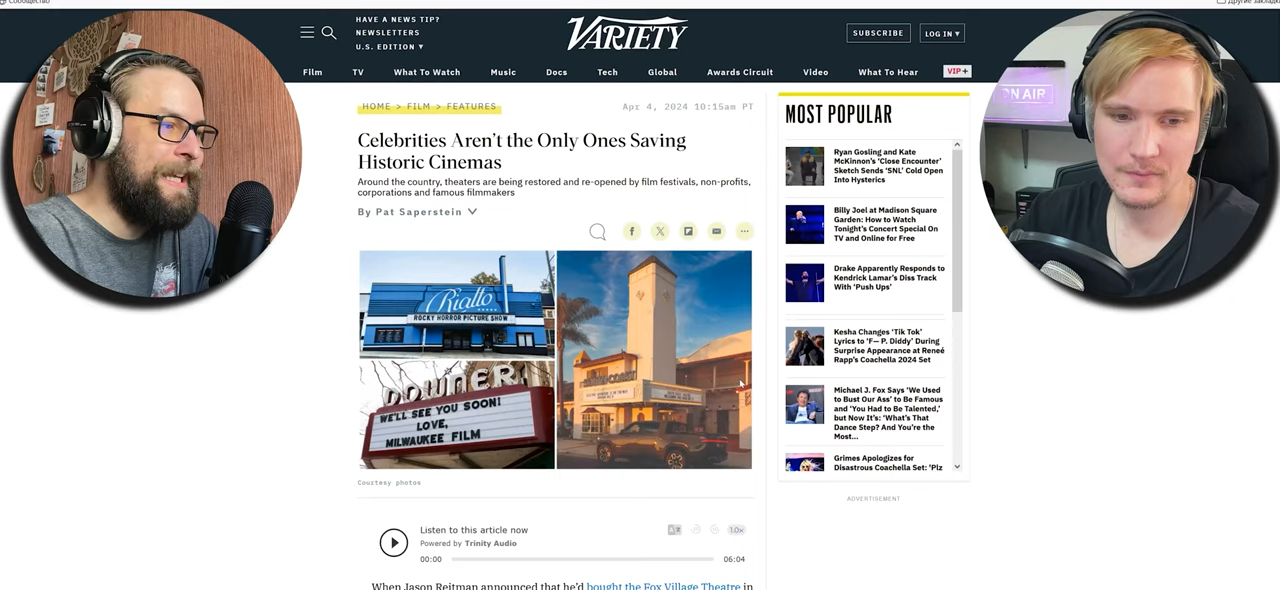 Сообщество
Другие закладки
HAVE A NEWS TIP?
NEWSLETTERS
U.S. EDITION ▾
VARIETY
SUBSCRIBE
LOG IN ▾
Film TV What To Watch Music Docs Tech Global Awards Circuit Video What To Hear VIP+
HOME > FILM > FEATURES
Apr 4, 2024 10:15am PT
Celebrities Aren't the Only Ones Saving
Historic Cinemas
Around the country, theaters are being restored and re-opened by film festivals, non-profits,
corporations and famous filmmakers
By Pat Saperstein
f
X
Rialto
ROCKY HORROR PICTURE SHOW
DOWNER
WE'LL SEE YOU SOON!
LOVE,
MILWAUKEE FILM
Courtesy photos
Listen to this article now
Powered by Trinity Audio
1.0x
00:00
06:04
When Jason Reitman announced that he'd bought the Fox Village Theatre in
MOST POPULAR
Ryan Gosling and Kate
McKinnon's 'Close Encounter'
Sketch Sends 'SNL' Cold Open
Into Hysterics
Billy Joel at Madison Square
Garden: How to Watch
Tonight's Concert Special On
TV and Online for Free
Drake Apparently Responds to
Kendrick Lamar's Diss Track
With 'Push Ups'
Kesha Changes 'Tik Tok'
Lyrics to 'F— P. Diddy' During
Surprise Appearance at Reneé
Rapp's Coachella 2024 Set
Michael J. Fox Says 'We Used
to Bust Our Ass' to Be Famous
and 'You Had to Be Talented,'
but Now It's: 'What's That
Dance Step? And You're the
Most...
Grimes Apologizes for
Disastrous Coachella Set: 'Plz
ADVERTISEMENT
ON AIR